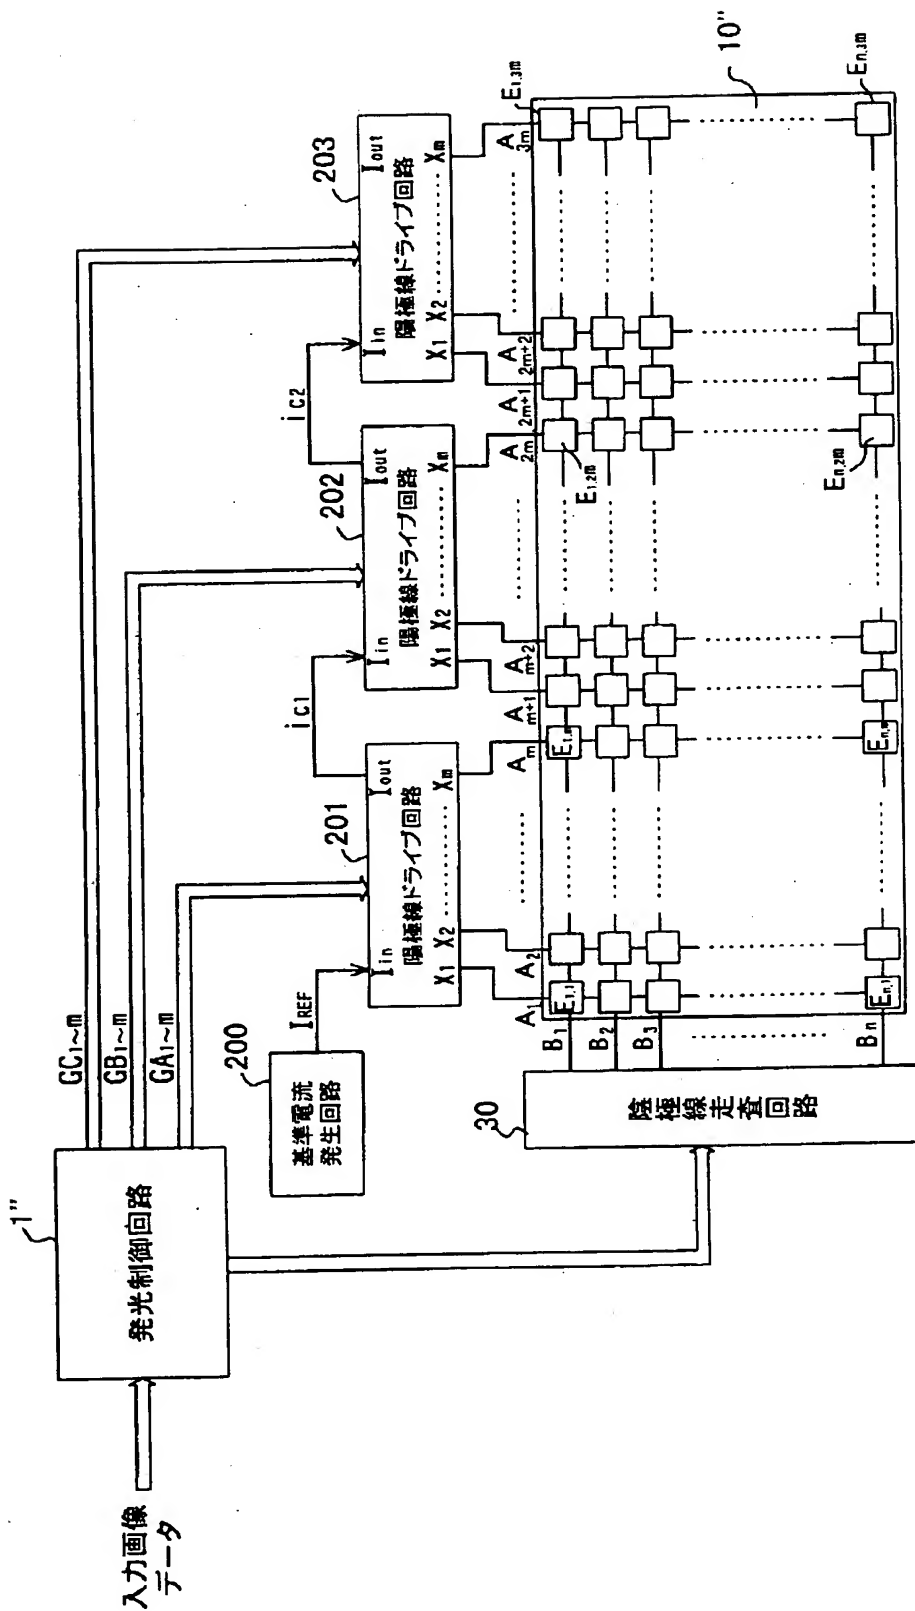 入力画像
データ
1"
発光制御回路
GC1~m
GB1~m
GA1~m
200
基準電流
発生回路
IREF
201
Iin
Iout
陽極線ドライブ回路
X1 X2 ········ Xm
ic1
202
Iin
Iout
陽極線ドライブ回路
X1 X2 ········ Xm
ic2
203
Iin
Iout
陽極線ドライブ回路
X1 X2 ········ Xm
A1
A2
········
Am
Am+1
Am+2
········
A2m
A2m+1
A2m+2
········
A3m
10"
30
陰極線走査回路
B1
B2
B3
········
Bn
E1,1
E1,m
E1,2m
E1,3m
En,1
En,m
En,2m
En,3m